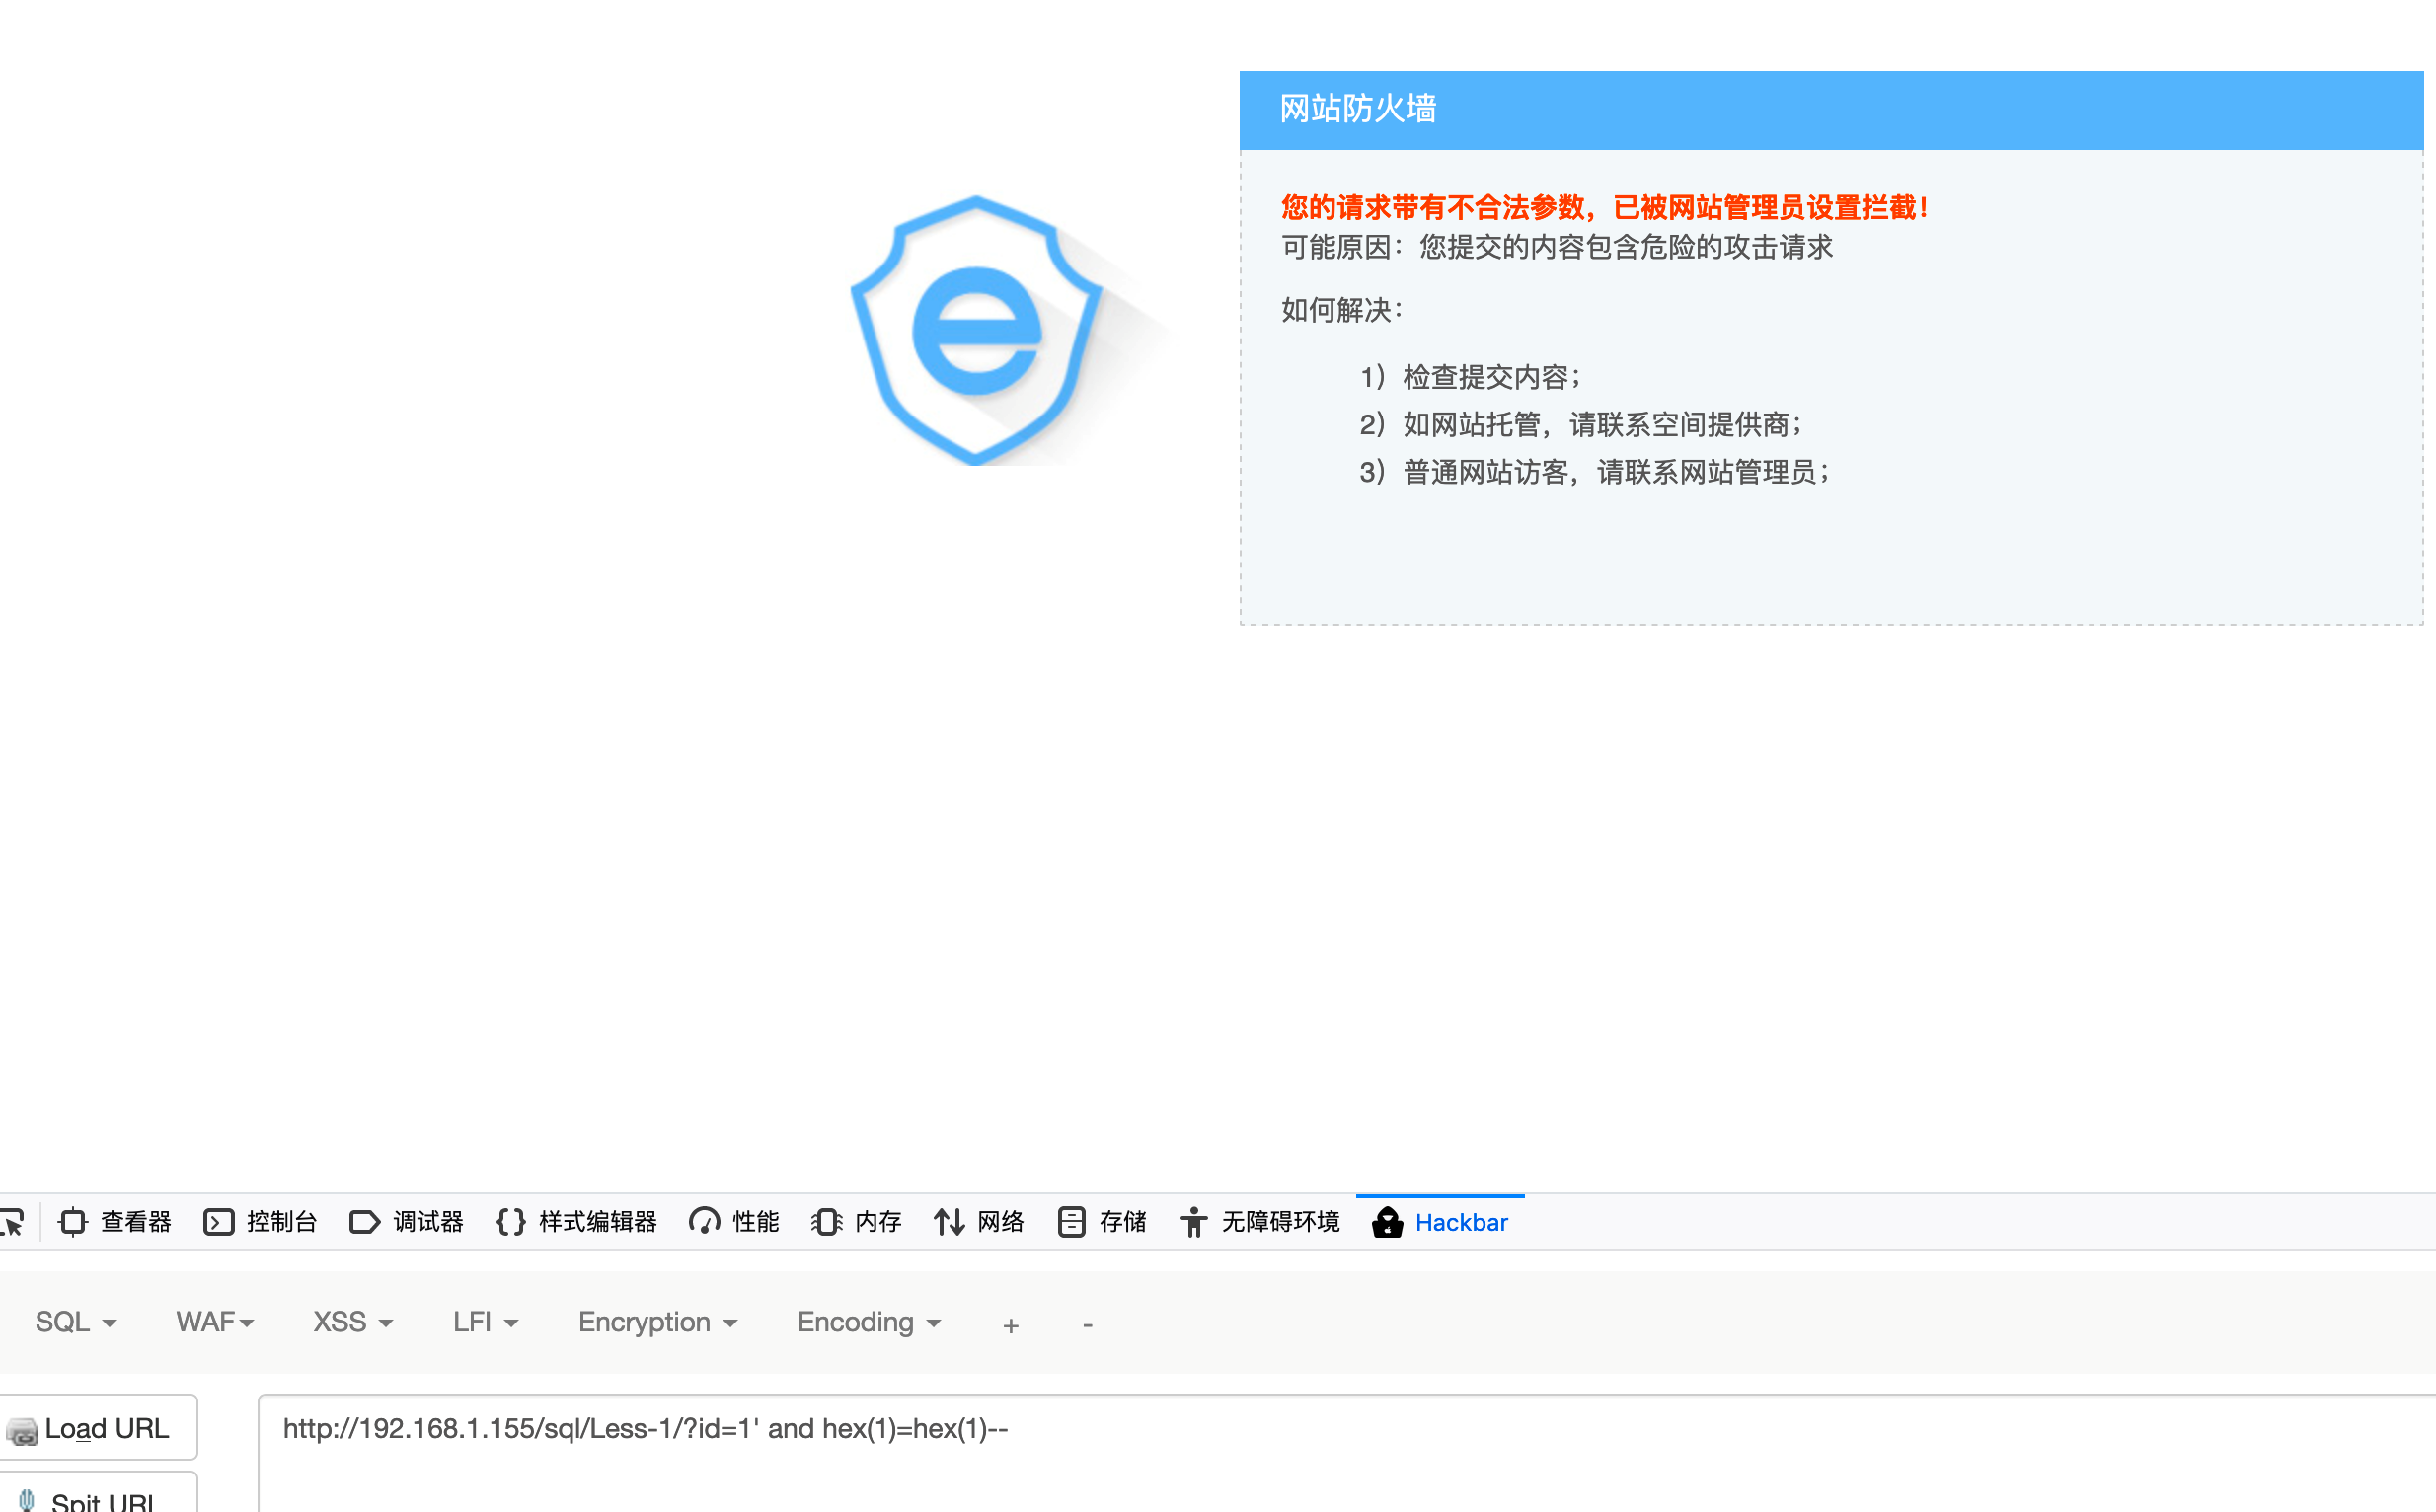 网站防火墙
您的请求带有不合法参数，已被网站管理员设置拦截！
可能原因：您提交的内容包含危险的攻击请求
如何解决：
1）检查提交内容；
2）如网站托管，请联系空间提供商；
3）普通网站访客，请联系网站管理员；
查看器 控制台 调试器 样式编辑器 性能 内存 网络 存储 无障碍环境 Hackbar
SQL WAF XSS LFI Encryption Encoding + -
Load URL http://192.168.1.155/sql/Less-1/?id=1' and hex(1)=hex(1)--
Spit URL